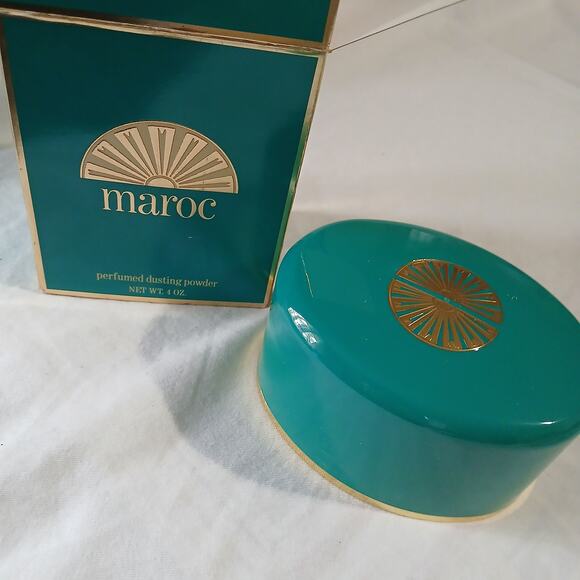 maroc
perfumed dusting powder
NET WT. 4 OZ.